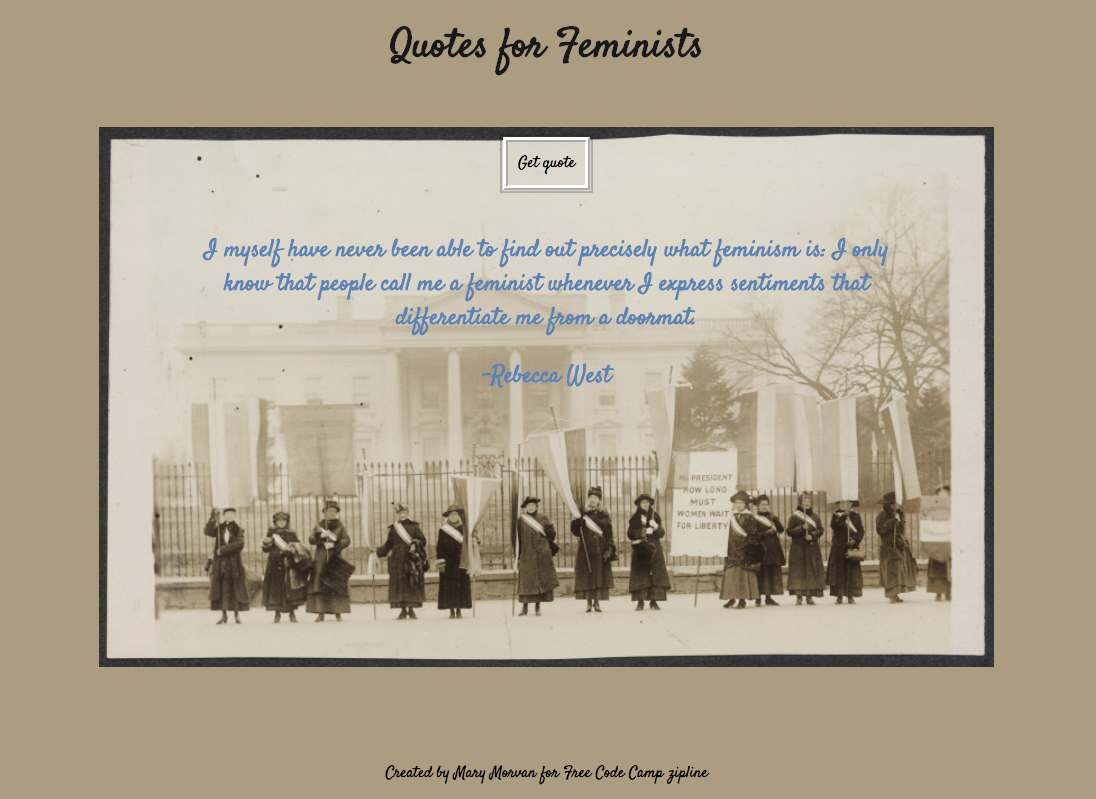 Quotes for Feminists
Get quote
I myself have never been able to find out precisely what feminism is: I only
know that people call me a feminist whenever I express sentiments that
differentiate me from a doormat.
-Rebecca West
MR PRESIDENT
HOW LONG
MUST
WOMEN WAIT
FOR LIBERTY
Created by Mary Morvan for Free Code Camp zipline